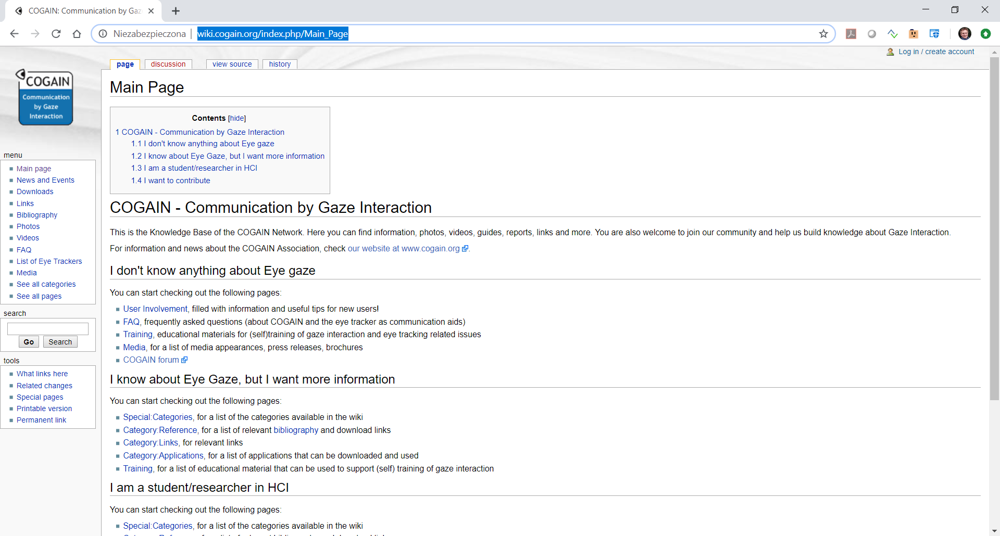 COGAIN: Communication by Gaz
Niezabezpieczona | wiki.cogain.org/index.php/Main_Page
Log in / create account
page discussion view source history
COGAIN
Communication
by Gaze
Interaction
menu
Main page
News and Events
Downloads
Links
Bibliography
Photos
Videos
FAQ
List of Eye Trackers
Media
See all categories
See all pages
search
Go Search
tools
What links here
Related changes
Special pages
Printable version
Permanent link
Main Page
Contents [hide]
1 COGAIN - Communication by Gaze Interaction
1.1 I don't know anything about Eye gaze
1.2 I know about Eye Gaze, but I want more information
1.3 I am a student/researcher in HCI
1.4 I want to contribute
COGAIN - Communication by Gaze Interaction
This is the Knowledge Base of the COGAIN Network. Here you can find information, photos, videos, guides, reports, links and more. You are also welcome to join our community and help us build knowledge about Gaze Interaction.
For information and news about the COGAIN Association, check our website at www.cogain.org.
I don't know anything about Eye gaze
You can start checking out the following pages:
User Involvement, filled with information and useful tips for new users!
FAQ, frequently asked questions (about COGAIN and the eye tracker as communication aids)
Training, educational materials for (self)training of gaze interaction and eye tracking related issues
Media, for a list of media appearances, press releases, brochures
COGAIN forum
I know about Eye Gaze, but I want more information
You can start checking out the following pages:
Special:Categories, for a list of the categories available in the wiki
Category:Reference, for a list of relevant bibliography and download links
Category:Links, for relevant links
Category:Applications, for a list of applications that can be downloaded and used
Training, for a list of educational material that can be used to support (self) training of gaze interaction
I am a student/researcher in HCI
You can start checking out the following pages:
Special:Categories, for a list of the categories available in the wiki